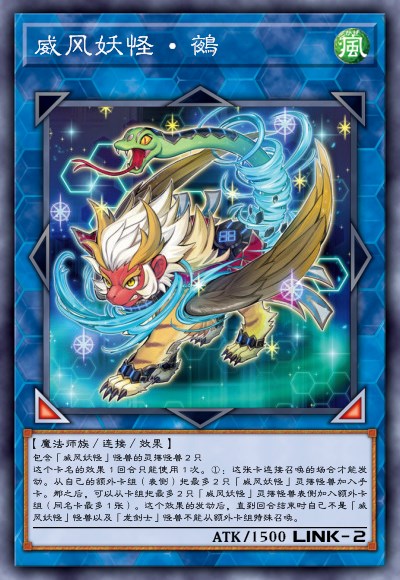 威风妖怪·鵺
風
【魔法师族/连接/效果】
包含「威风妖怪」怪兽的灵摆怪兽2只
这个卡名的效果1回合只能使用1次。①：这张卡连接召唤的场合才能发
动。从自己的额外卡组（表侧）把最多2只「威风妖怪」灵摆怪兽加入手
卡。那之后，可以从卡组把最多2只「威风妖怪」灵摆怪兽表侧加入额外卡
组（同名卡最多1张）。这个效果的发动后，直到回合结束时自己不是「威
风妖怪」怪兽以及「龙剑士」怪兽不能从额外卡组特殊召唤。
ATK/1500 LINK-2